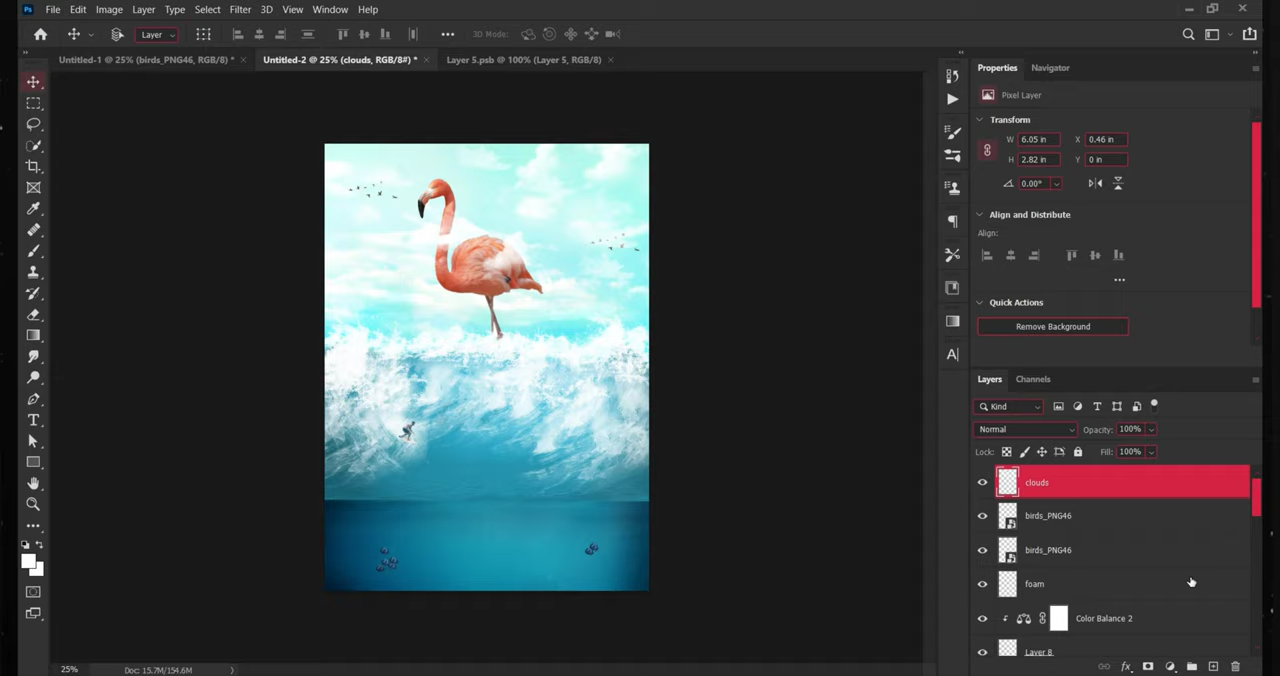 Ps File Edit Image Layer Type Select Filter 3D View Window Help
Layer 3D Mode:
Untitled-1 @ 25% (birds_PNG46, RGB/8) * × Untitled-2 @ 25% (clouds, RGB/8#) * × Layer 5.psb @ 100% (Layer 5, RGB/8) ×
Properties Navigator
Pixel Layer
Transform
W 6.05 in X 0.46 in
H 2.82 in Y 0 in
0.00°
Align and Distribute
Align:
Quick Actions
Remove Background
Layers Channels
Kind
Normal Opacity: 100%
Lock: Fill: 100%
clouds
birds_PNG46
birds_PNG46
foam
Color Balance 2
Layer 8
fx
25% Doc: 15.7M/154.6M